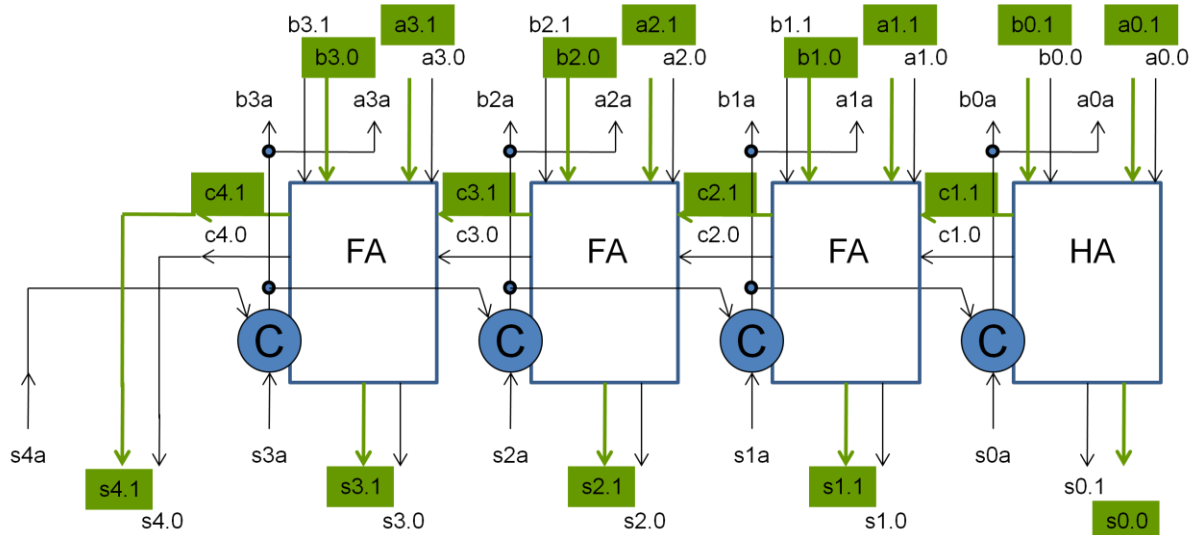 b3.1 a3.1 b2.1 a2.1 b1.1 a1.1 b0.1 a0.1
b3.0 a3.0 b2.0 a2.0 b1.0 a1.0 b0.0 a0.0
b3a a3a b2a a2a b1a a1a b0a a0a
c4.1 c3.1 c2.1 c1.1
c4.0 FA c3.0 FA c2.0 FA c1.0 HA
C C C C
s4a s3a s2a s1a s0a
s4.1 s3.1 s2.1 s1.1 s0.1
s4.0 s3.0 s2.0 s1.0 s0.0